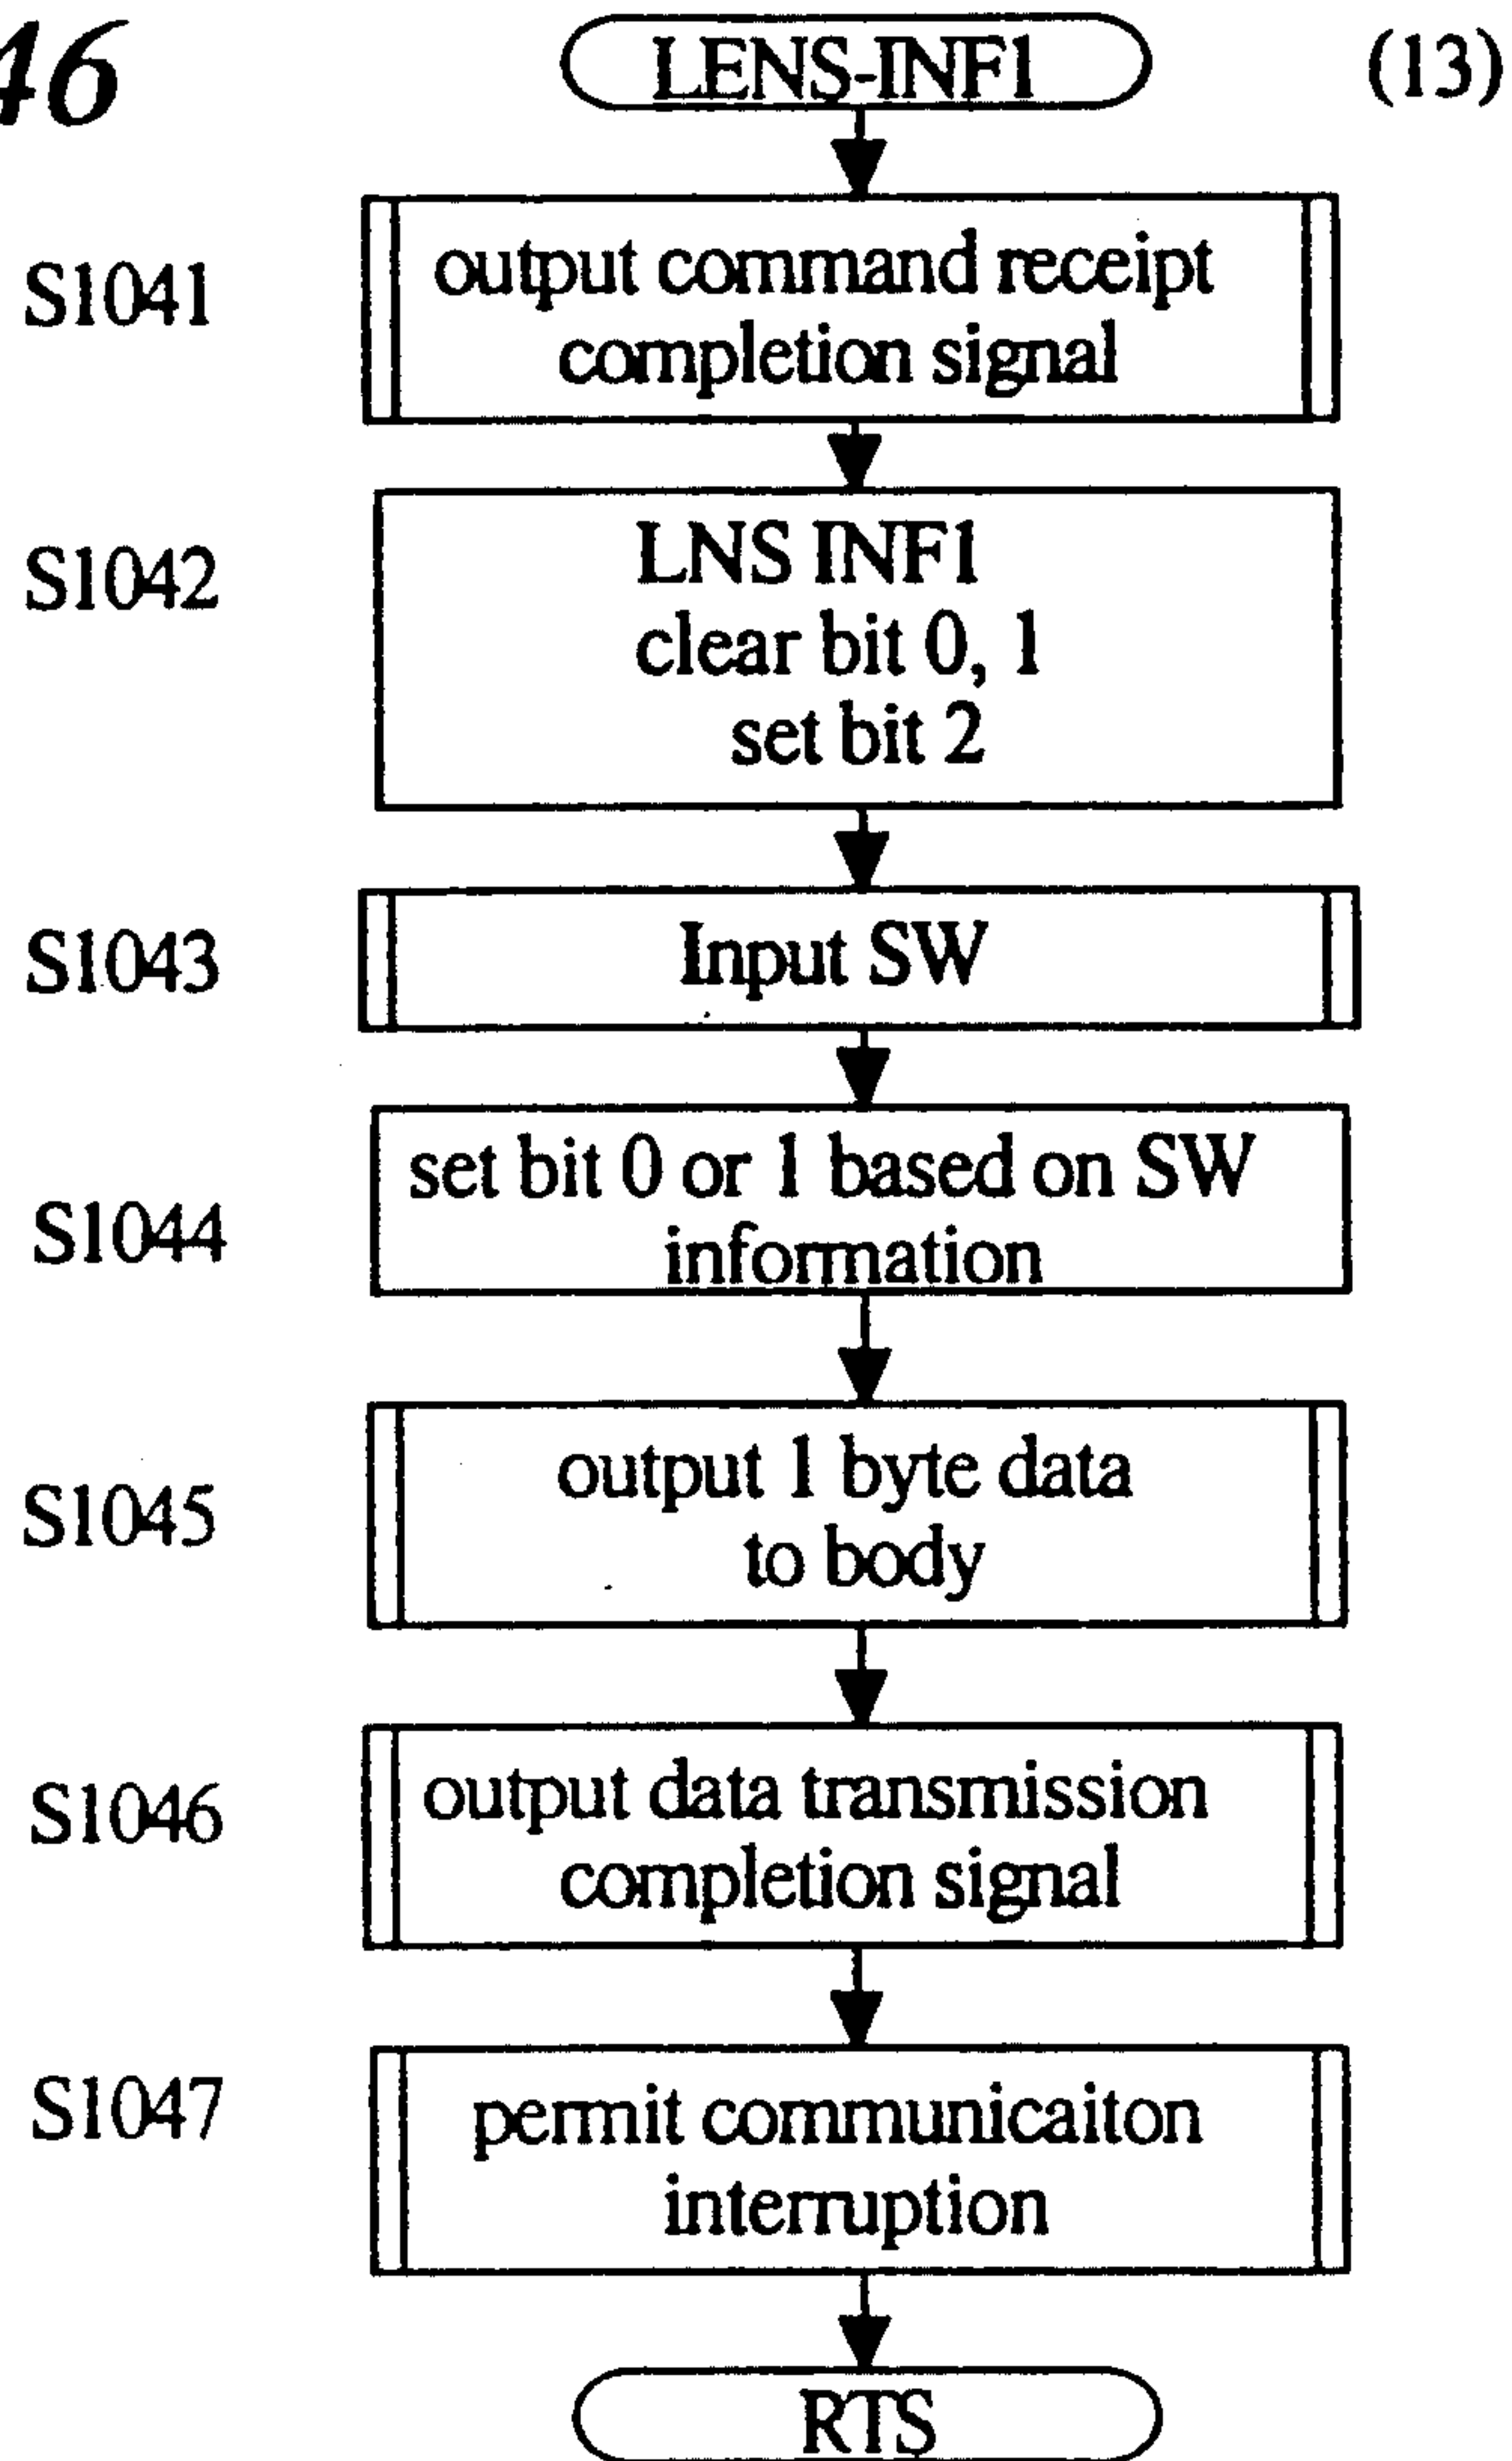 46
LENS-INF1
(13)
S1041
output command receipt
completion signal
S1042
LNS INF1
clear bit 0, 1
set bit 2
S1043
Input SW
S1044
set bit 0 or 1 based on SW
information
S1045
output 1 byte data
to body
S1046
output data transmission
completion signal
S1047
permit communicaiton
interruption
RTS